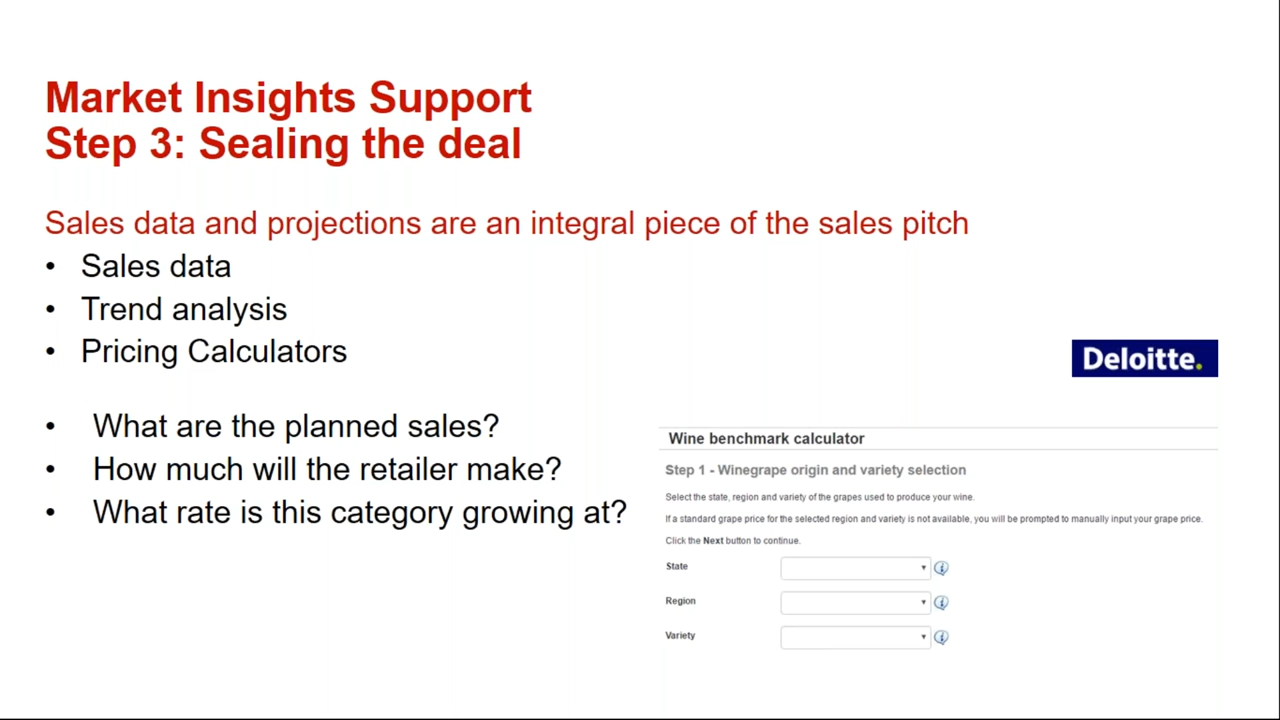 Market Insights Support
Step 3: Sealing the deal
Sales data and projections are an integral piece of the sales pitch
• Sales data
• Trend analysis
• Pricing Calculators
• What are the planned sales?
• How much will the retailer make?
• What rate is this category growing at?
Deloitte.
Wine benchmark calculator
Step 1 - Winegrape origin and variety selection
Select the state, region and variety of the grapes used to produce your wine.
If a standard grape price for the selected region and variety is not available, you will be prompted to manually input your grape price.
Click the Next button to continue.
State
Region
Variety